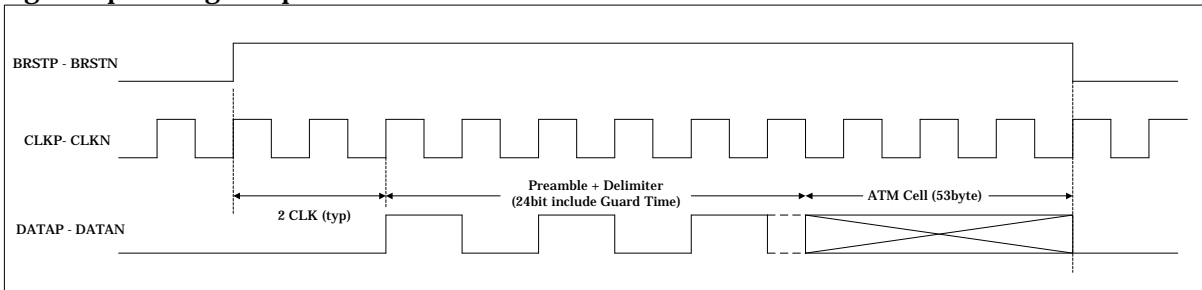 BRSTP - BRSTN
CLKP- CLKN
Preamble + Delimiter
(24bit include Guard Time)
ATM Cell (53byte)
2 CLK (typ)
DATAP - DATAN